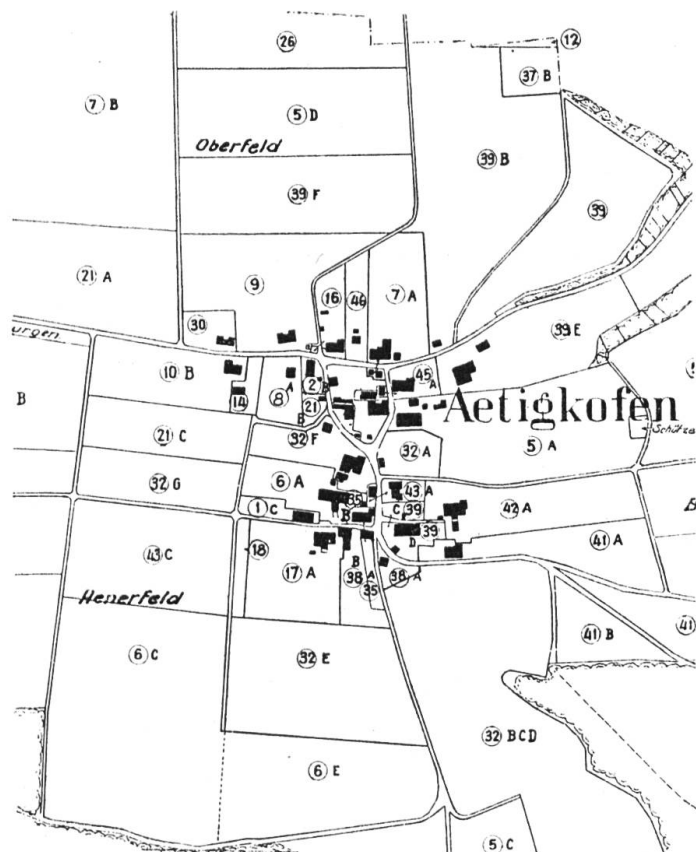 26
12
37 B
7 B
5 D
Oberfeld
39 B
39 F
39
21 A
9
16
46
7 A
30
39 E
10 B
2
45 A
8 A
14
21
B
B
Aetigkofen
21 C
32 F
32 A
5 A
32 G
6 A
35
43 A
42 A
1 C
B
C 39
39
D
41 A
43 C
18
17 A
B
38 A
38 A
35
Henerfeld
41
41 B
6 C
32 E
32 BCD
6 E
5 C